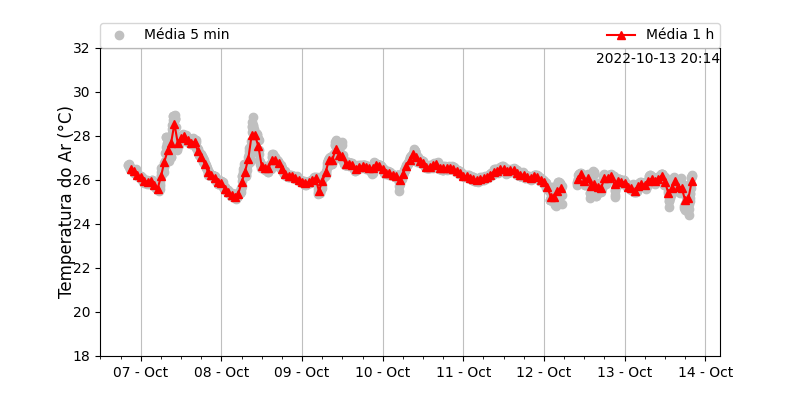 Média 5 min
Média 1 h
2022-10-13 20:14
Temperatura do Ar (°C)
32
30
28
26
24
22
20
18
07 - Oct
08 - Oct
09 - Oct
10 - Oct
11 - Oct
12 - Oct
13 - Oct
14 - Oct